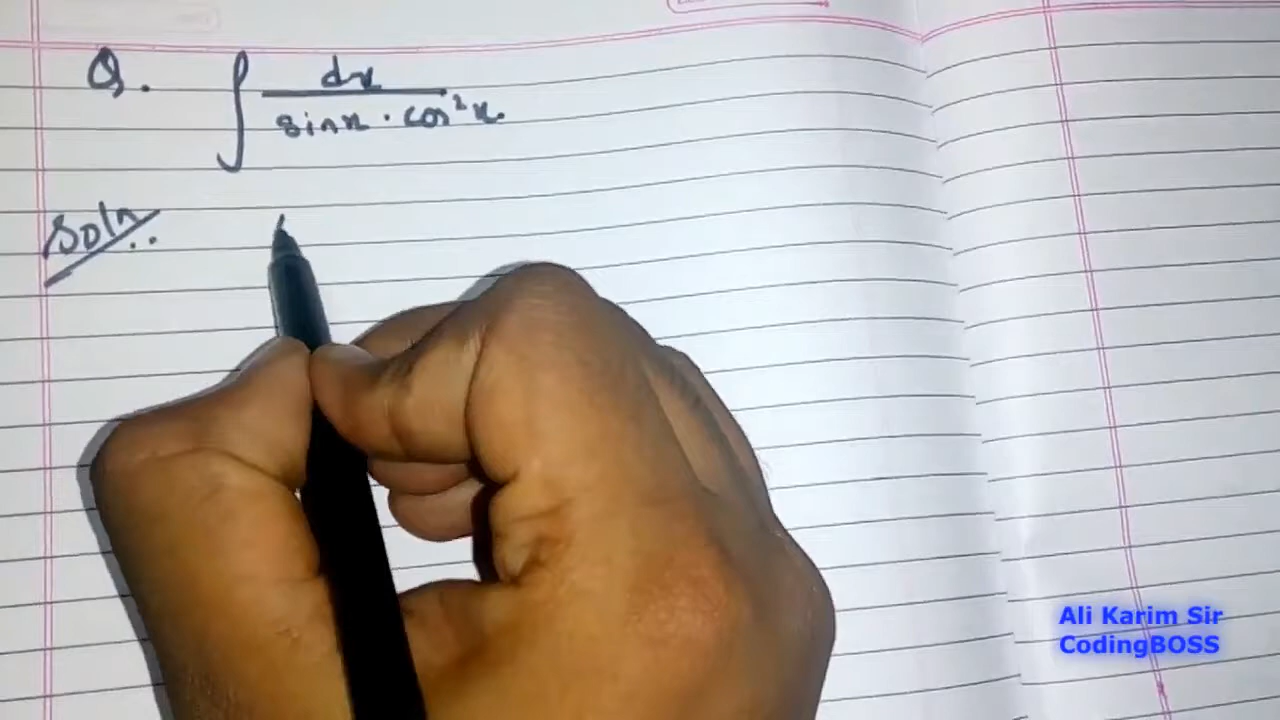 Q. ∫ dx / sinx · cos²x
Soln..
Ali Karim Sir
CodingBOSS